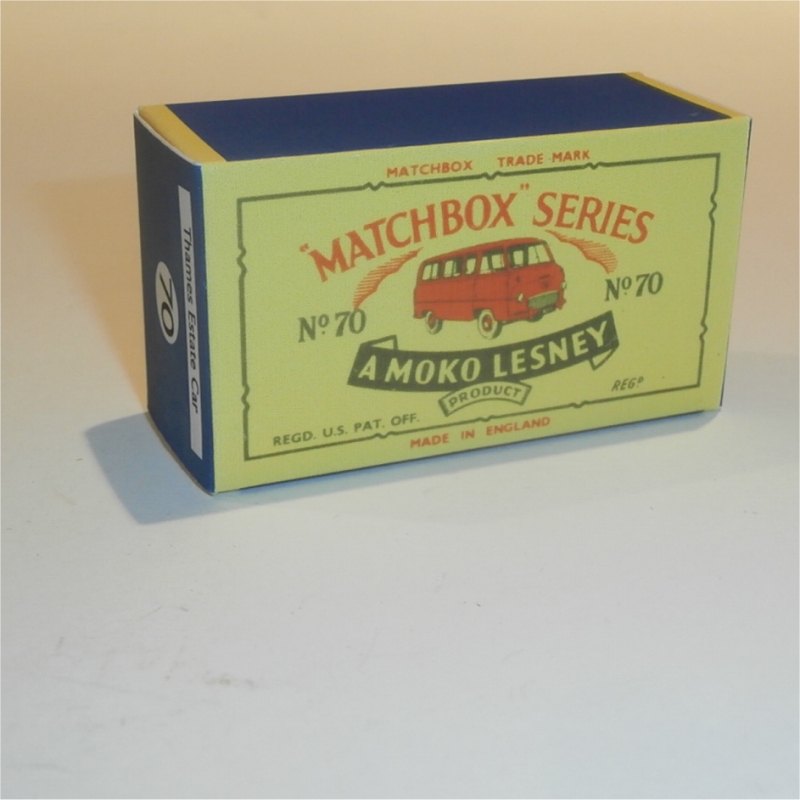 MATCHBOX TRADE MARK
"MATCHBOX" SERIES
Nº 70
Nº 70
A MOKO LESNEY
PRODUCT
REGD
REGD. U.S. PAT. OFF.
MADE IN ENGLAND
Thames Estate Car
70